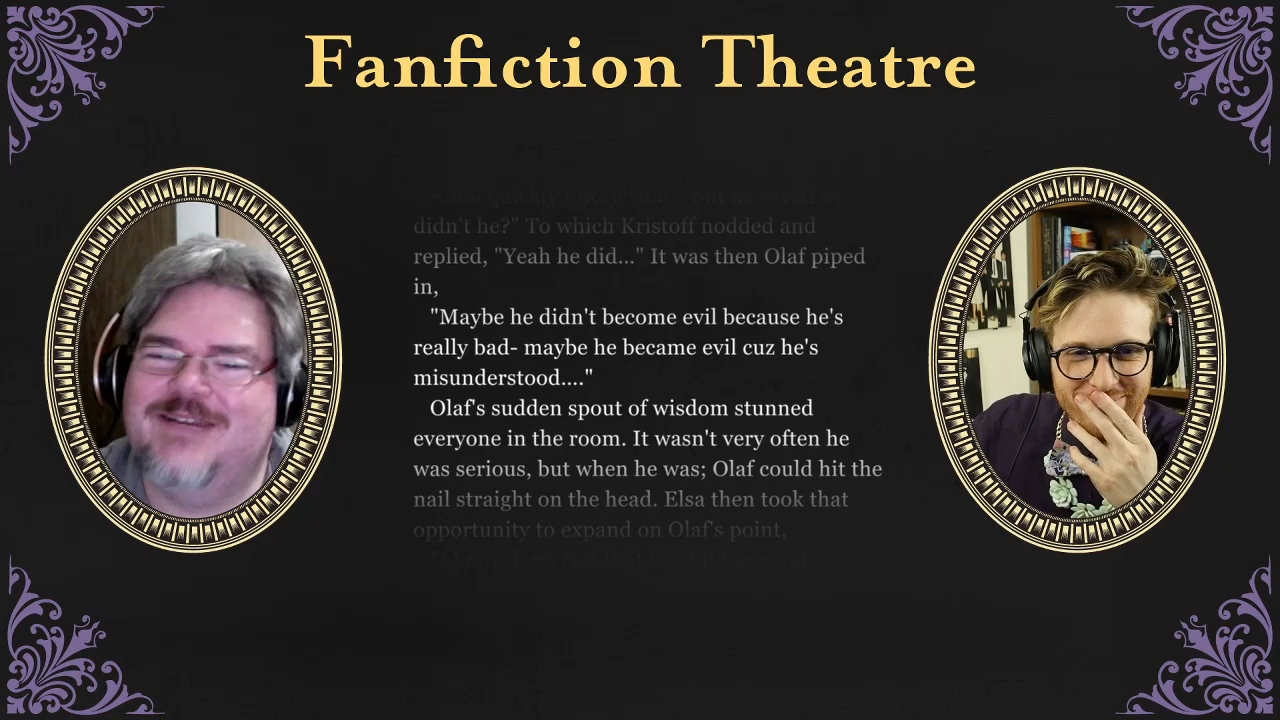 Fanfiction Theatre
didn't he?" To which Kristoff nodded and
replied, "Yeah he did..." It was then Olaf piped
in,
"Maybe he didn't become evil because he's
really bad- maybe he became evil cuz he's
misunderstood...."
Olaf's sudden spout of wisdom stunned
everyone in the room. It wasn't very often he
was serious, but when he was; Olaf could hit the
nail straight on the head. Elsa then took that
opportunity to expand on Olaf's point,